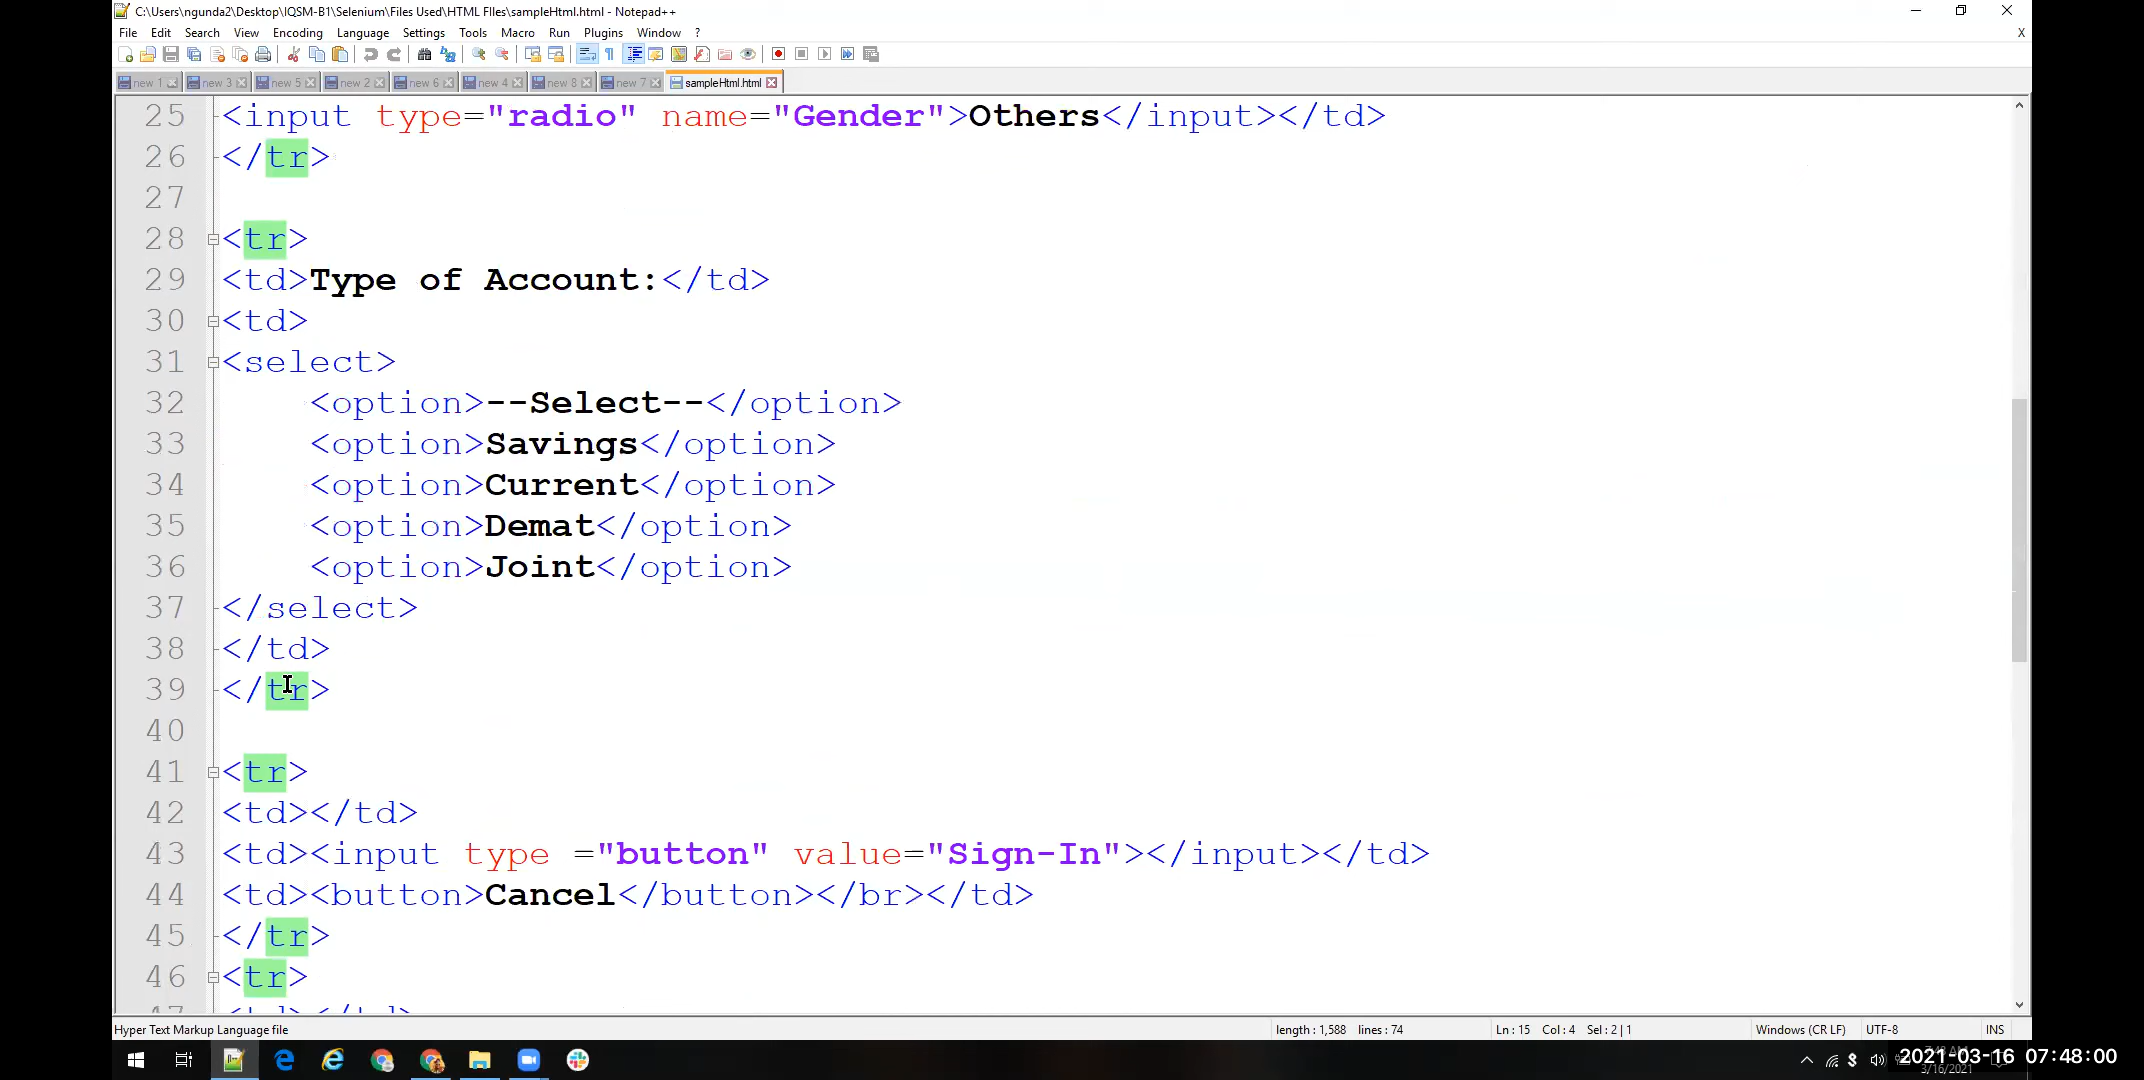 C:\Users\ngunda2\Desktop\IQSM-B1\Selenium\Files Used\HTML FIles\sampleHtml.html - Notepad++
File Edit Search View Encoding Language Settings Tools Macro Run Plugins Window ? X
new 1 new 3 new 5 new 2 new 6 new 4 new 8 new 7 sampleHtml.html
25 <input type="radio" name="Gender">Others</input></td>
26 </tr>
27
28 <tr>
29 <td>Type of Account:</td>
30 <td>
31 <select>
32 <option>--Select--</option>
33 <option>Savings</option>
34 <option>Current</option>
35 <option>Demat</option>
36 <option>Joint</option>
37 </select>
38 </td>
39 </tr>
40
41 <tr>
42 <td></td>
43 <td><input type ="button" value="Sign-In"></input></td>
44 <td><button>Cancel</button></br></td>
45 </tr>
46 <tr>
47 <td></td>
Hyper Text Markup Language file length : 1,588 lines : 74 Ln : 15 Col : 4 Sel : 2 | 1 Windows (CR LF) UTF-8 INS
2021-03-16 07:48:00
3/16/2021